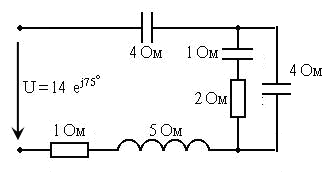 4 Ом
1 Ом
4 Ом
U = 14 e^j75°
2 Ом
1 Ом
5 Ом